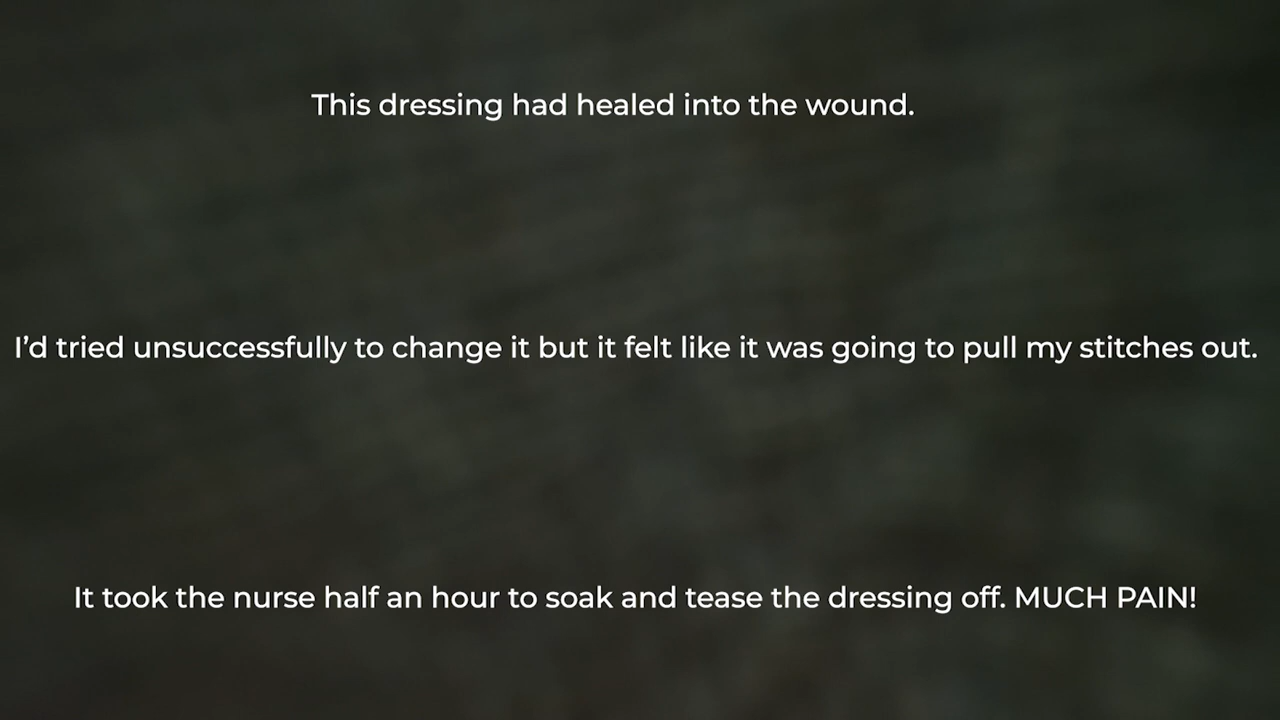 This dressing had healed into the wound.
I’d tried unsuccessfully to change it but it felt like it was going to pull my stitches out.
It took the nurse half an hour to soak and tease the dressing off. MUCH PAIN!